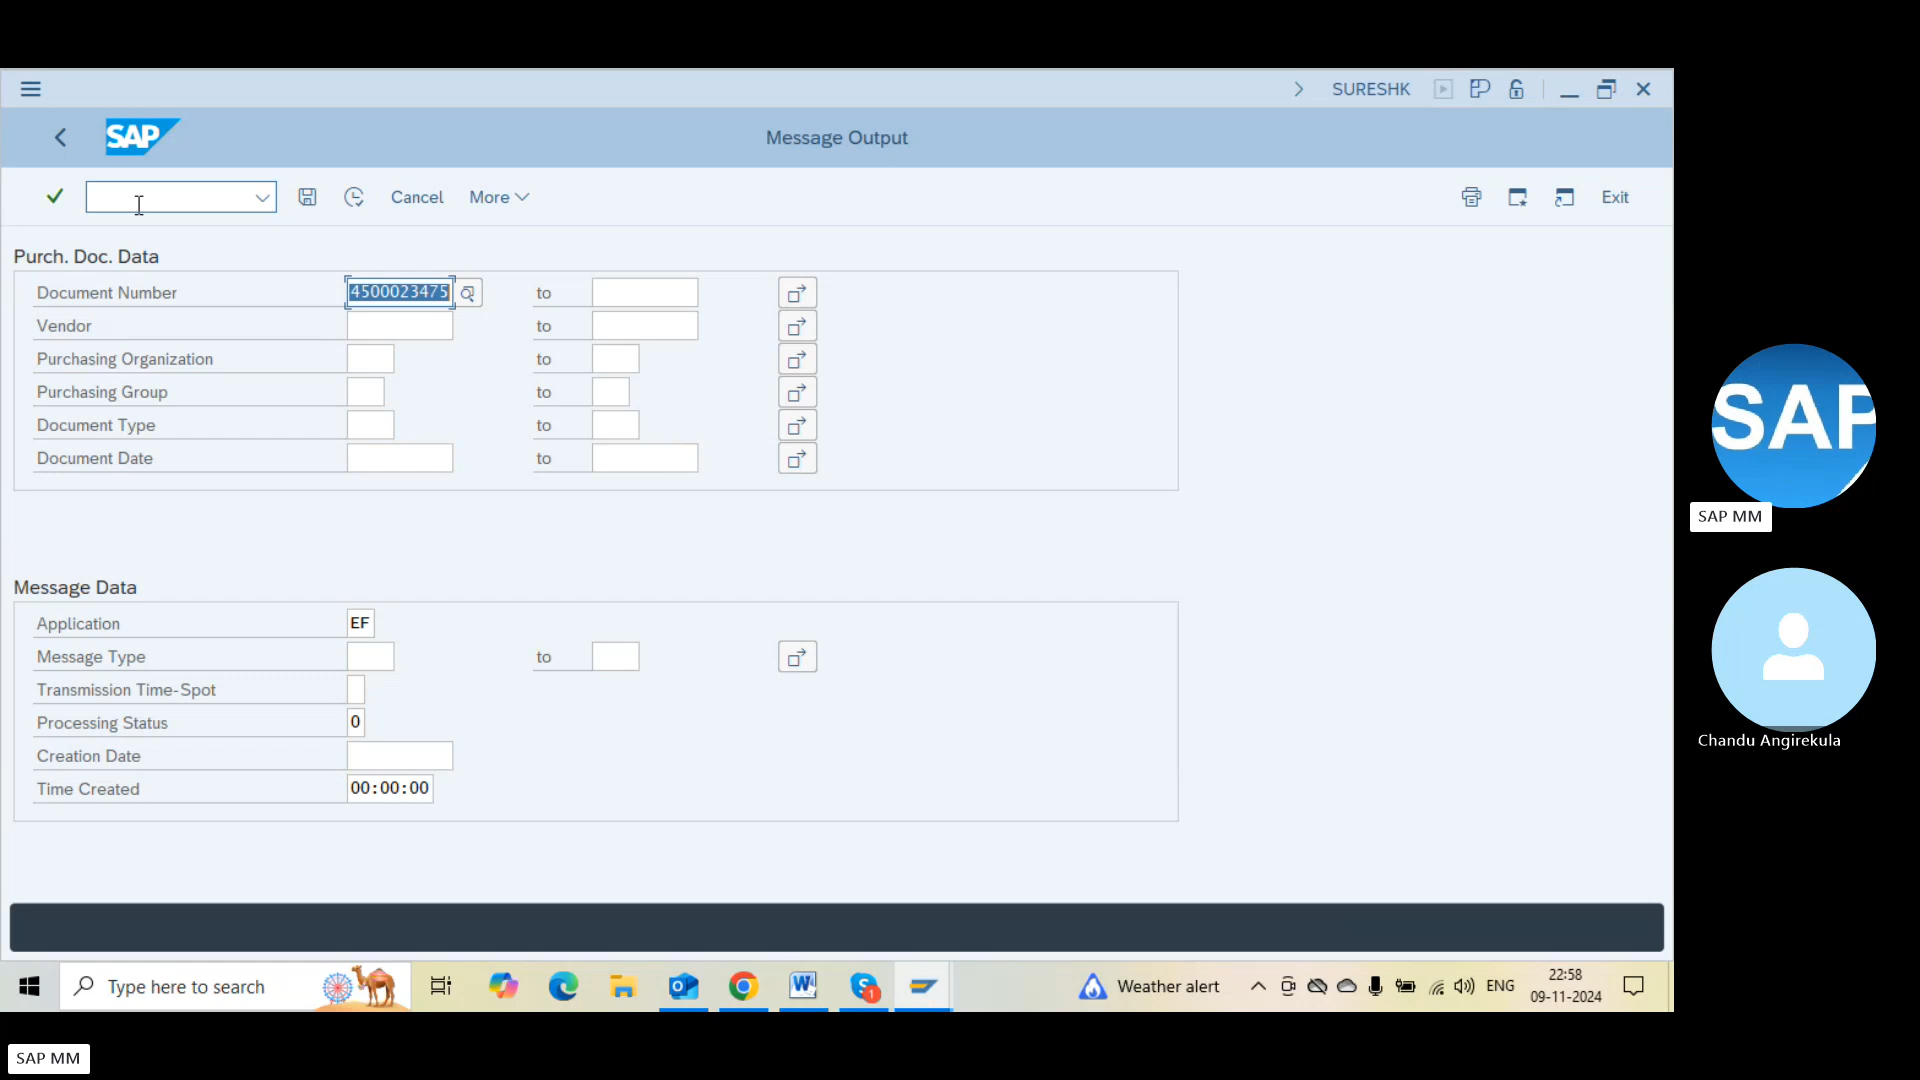 SURESHK
SAP
Message Output
Cancel
More
Exit
Purch. Doc. Data
Document Number 4500023475 to
Vendor to
Purchasing Organization to
Purchasing Group to
Document Type to
Document Date to
Message Data
Application EF
Message Type to
Transmission Time-Spot
Processing Status 0
Creation Date
Time Created 00:00:00
SAP
SAP MM
Chandu Angirekula
Type here to search
1
Weather alert
ENG
22:58
09-11-2024
SAP MM